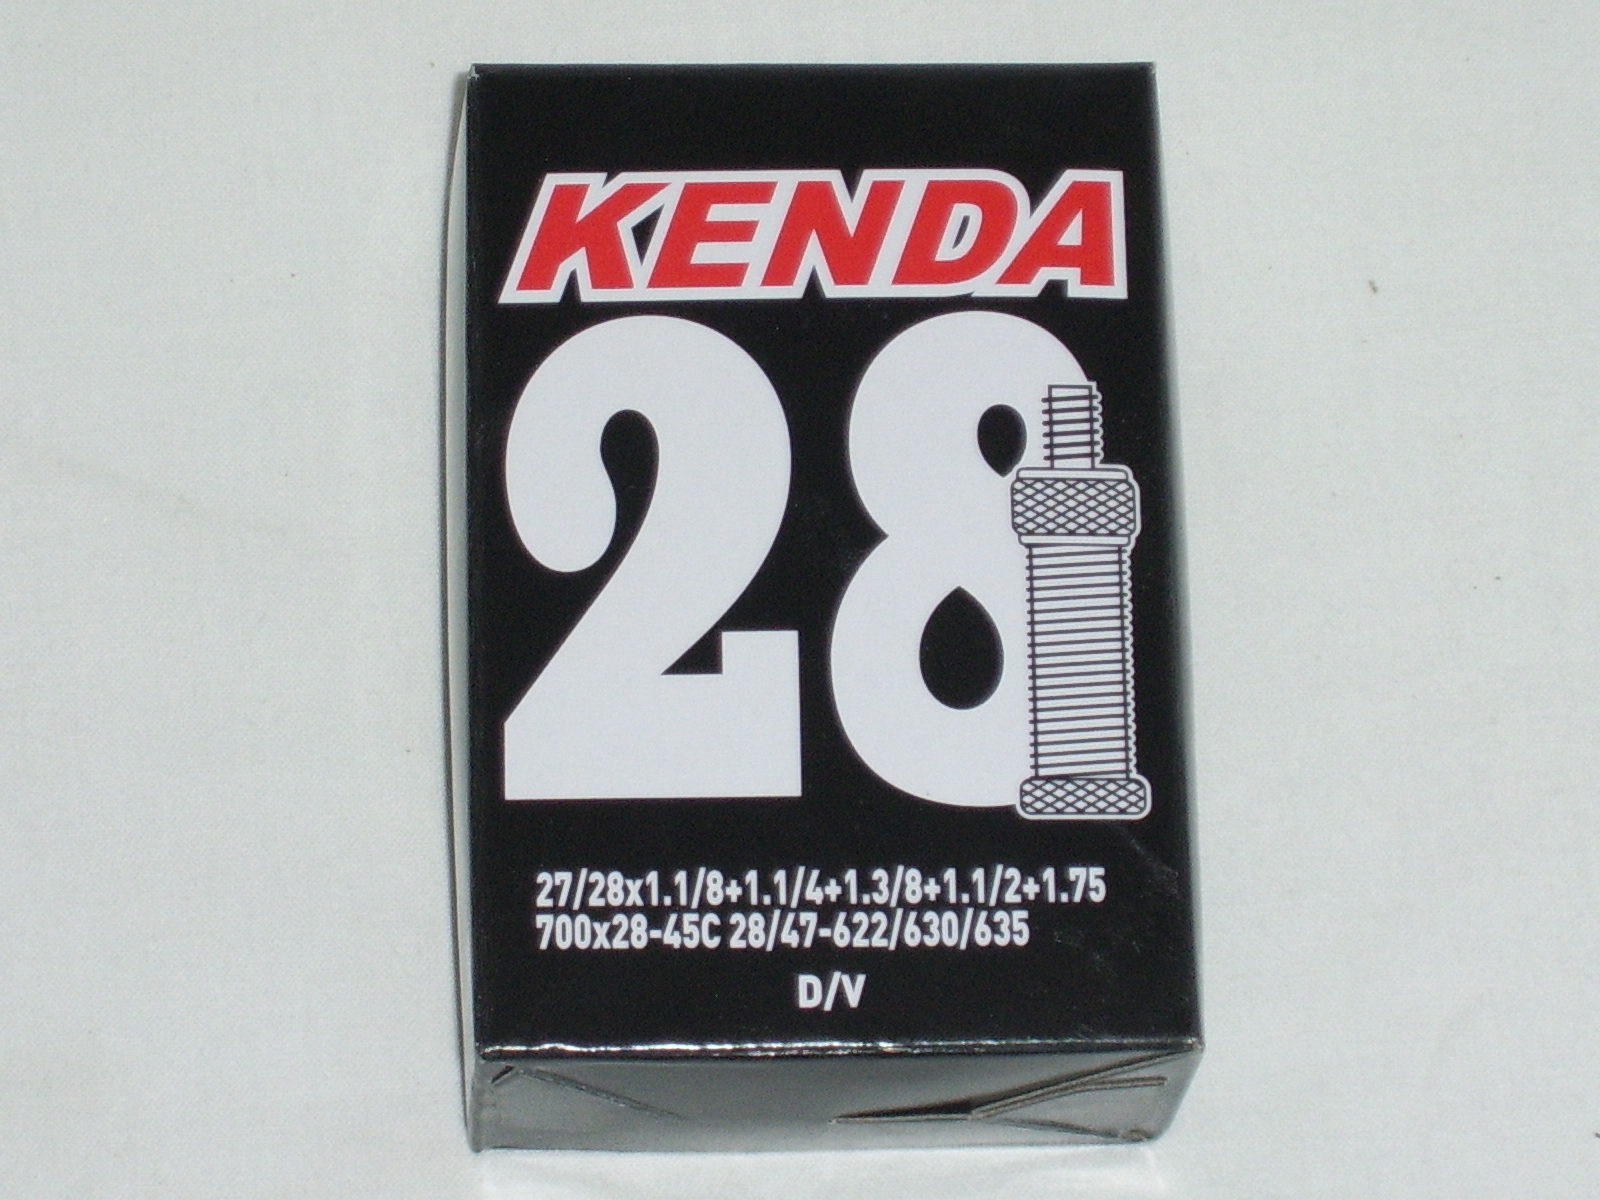 KENDA
28
27/28x1.1/8+1.1/4+1.3/8+1.1/2+1.75
700x28-45C 28/47-622/630/635
D/V